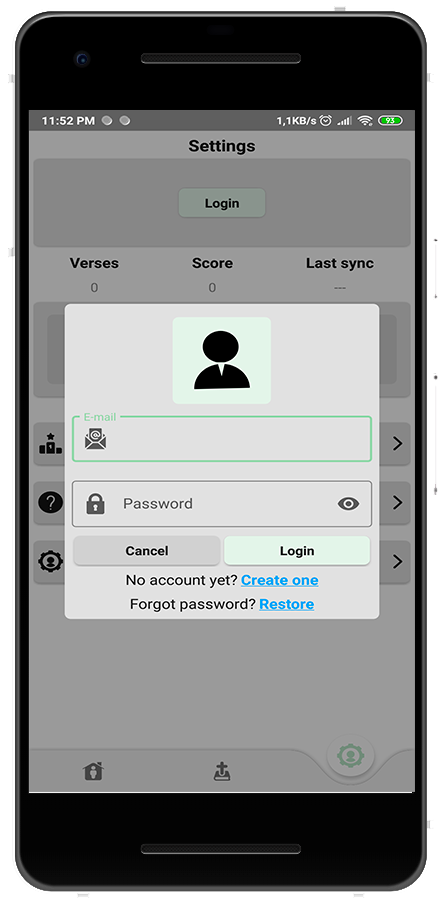 11:52 PM 1,1KB/s 93
Settings
Login
Verses Score Last sync
0 0 ---
E-mail
Password
Cancel Login
No account yet? Create one
Forgot password? Restore